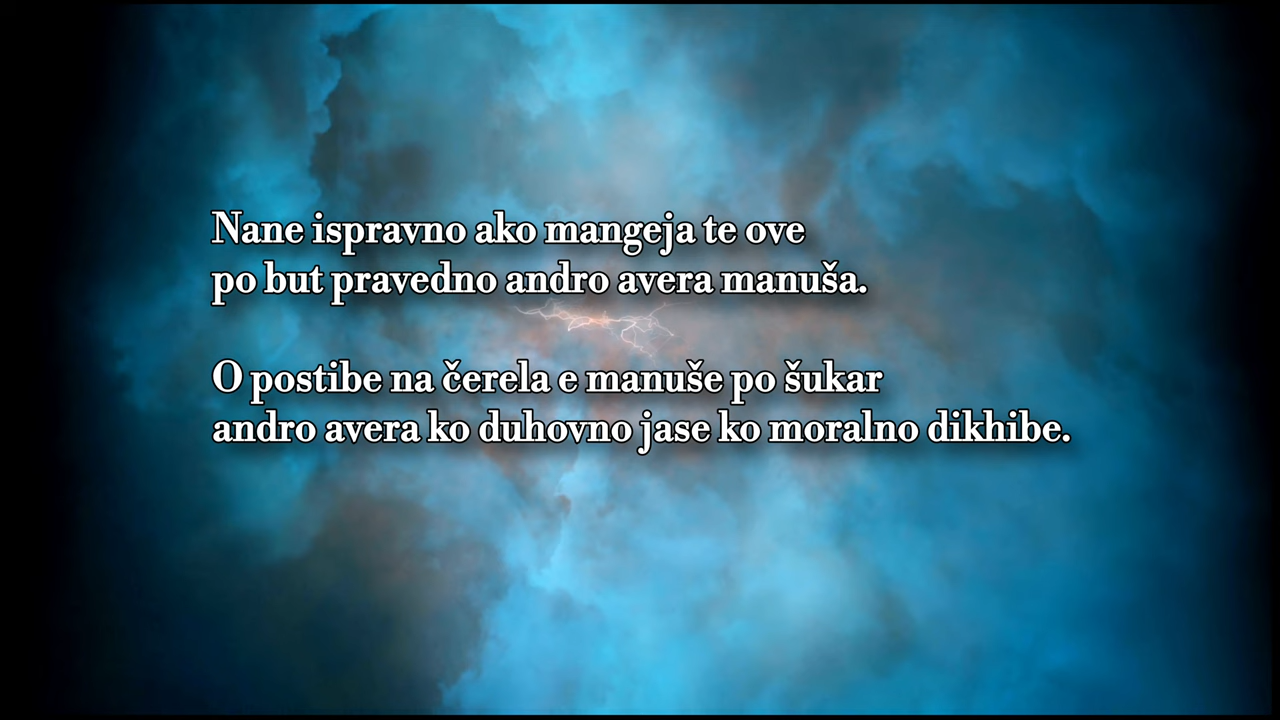 Nane ispravno ako mangeja te ove
po but pravedno andro avera manuša.
O postibe na čerela e manuše po šukar
andro avera ko duhovno jase ko moralno dikhibe.